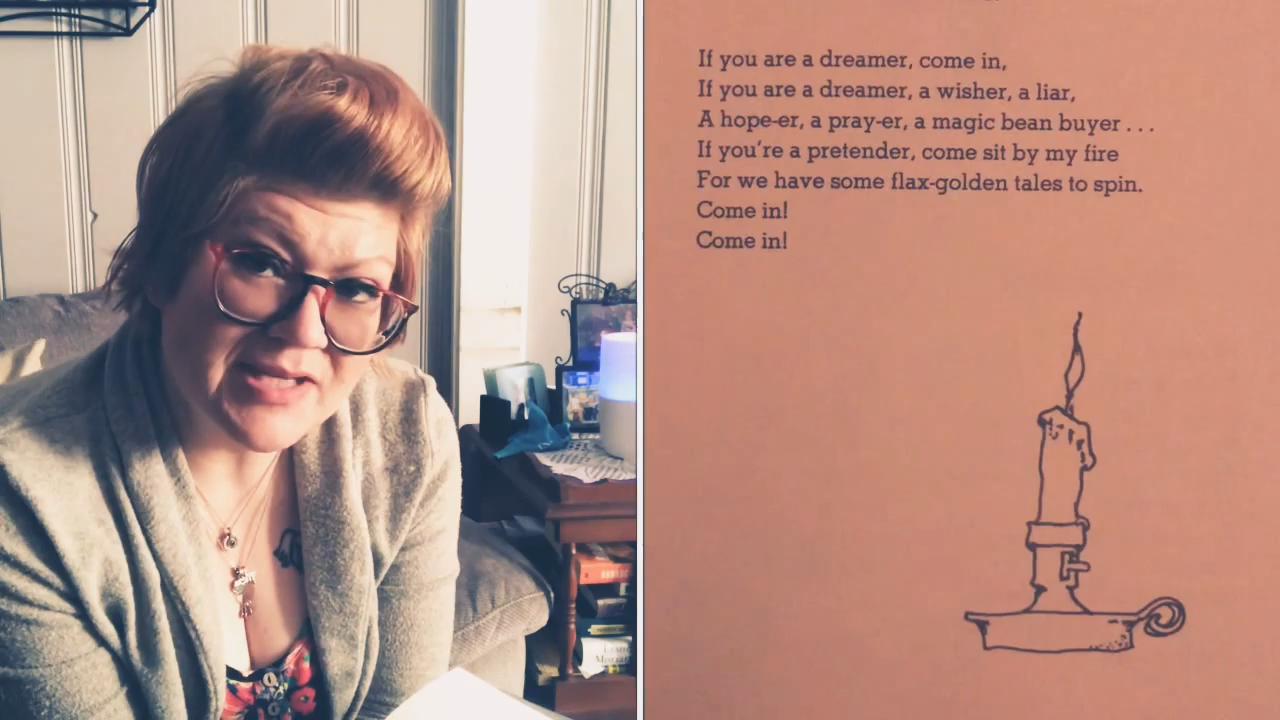 If you are a dreamer, come in,
If you are a dreamer, a wisher, a liar,
A hope-er, a pray-er, a magic bean buyer . . .
If you're a pretender, come sit by my fire
For we have some flax-golden tales to spin.
Come in!
Come in!